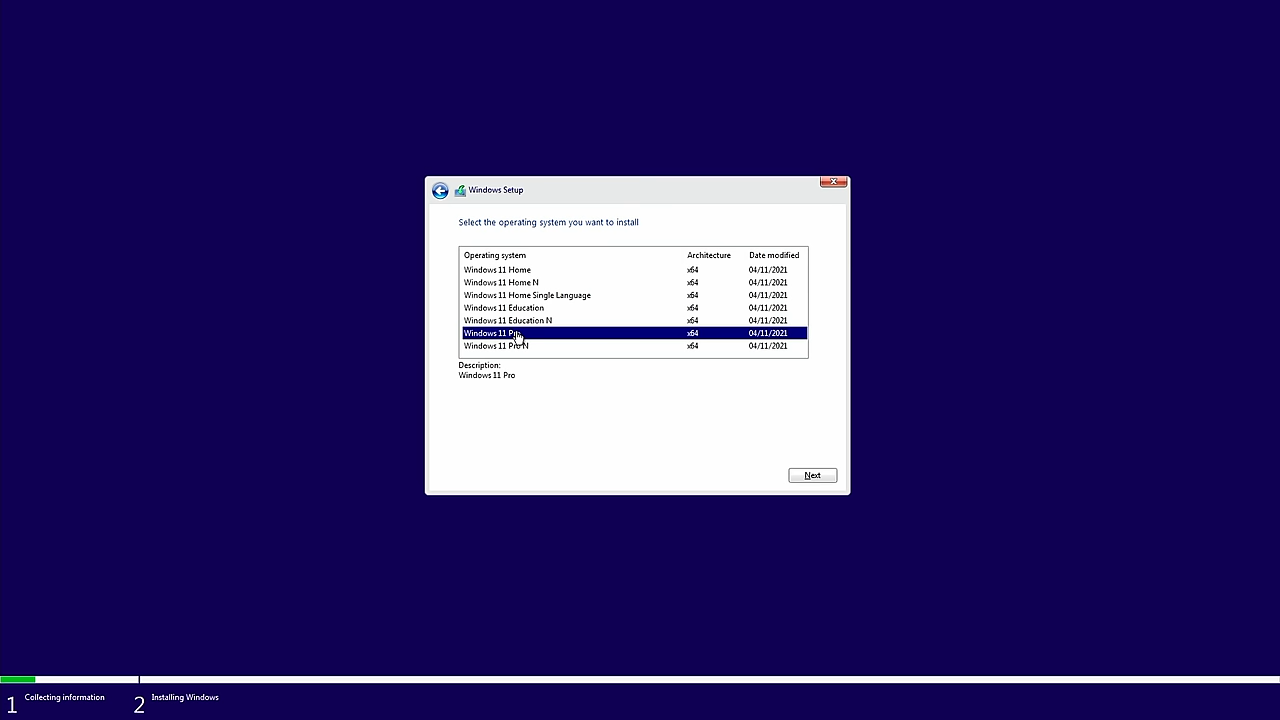 Windows Setup
Select the operating system you want to install
Operating system Architecture Date modified
Windows 11 Home x64 04/11/2021
Windows 11 Home N x64 04/11/2021
Windows 11 Home Single Language x64 04/11/2021
Windows 11 Education x64 04/11/2021
Windows 11 Education N x64 04/11/2021
Windows 11 Pro x64 04/11/2021
Windows 11 Pro N x64 04/11/2021
Description:
Windows 11 Pro
Next
1 Collecting information 2 Installing Windows